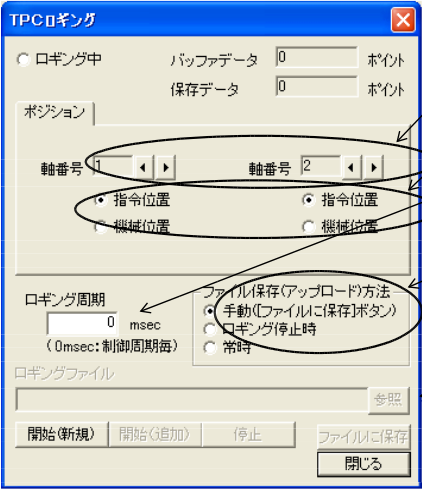 TPCロギング
ロギング中 バッファデータ 0 ポイント
保存データ 0 ポイント
ポジション
軸番号 1 軸番号 2
指令位置 指令位置
機械位置 機械位置
ロギング周期
0 msec
(0msec:制御周期毎)
ファイル保存(アップロード)方法
手動([ファイルに保存]ボタン)
ロギング停止時
常時
ロギングファイル
参照
開始(新規) 開始(追加) 停止 ファイルに保存
閉じる